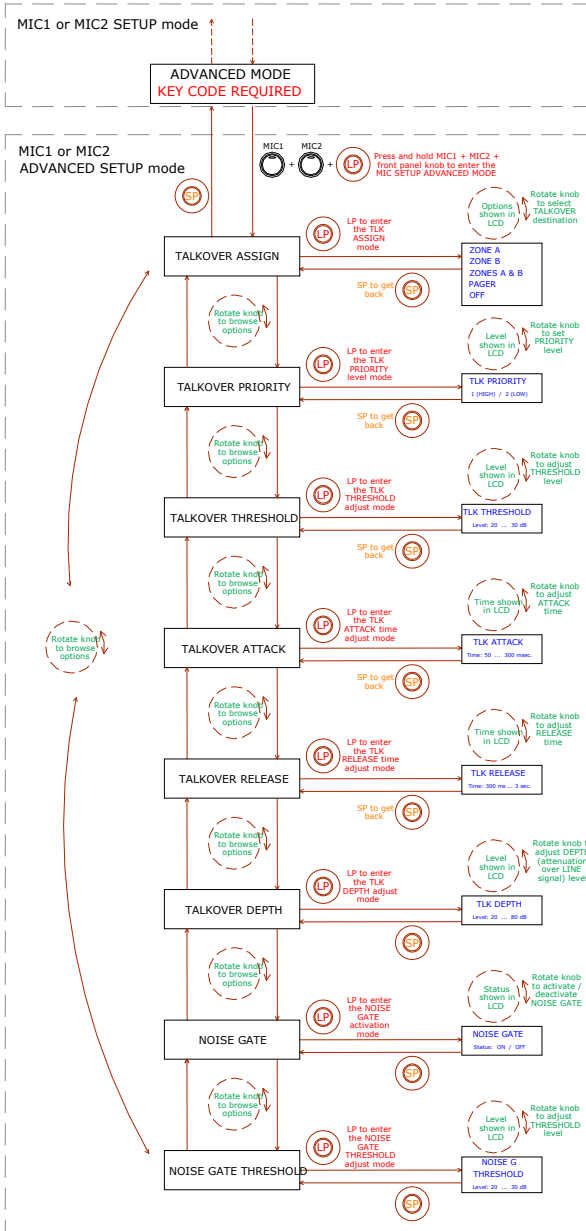 MIC1 or MIC2 SETUP mode
ADVANCED MODE
KEY CODE REQUIRED
MIC1 or MIC2
ADVANCED SETUP mode
MIC1
MIC2
+
+
LP
Press and hold MIC1 + MIC2 +
front panel knob to enter the
MIC SETUP ADVANCED MODE
SP
TALKOVER ASSIGN
LP
LP to enter
the TLK
ASSIGN
mode
SP to get
back
SP
Options
shown in
LCD
Rotate knob
to select
TALKOVER
destination
ZONE A
ZONE B
ZONES A & B
PAGER
OFF
Rotate knob
to browse
options
TALKOVER PRIORITY
LP
LP to enter
the TLK
PRIORITY
level mode
SP to get
back
SP
Level
shown in
LCD
Rotate knob
to set
PRIORITY
level
TLK PRIORITY
1 (HIGH) / 2 (LOW)
Rotate knob
to browse
options
TALKOVER THRESHOLD
LP
LP to enter
the TLK
THRESHOLD
adjust mode
SP to get
back
SP
Level
shown in
LCD
Rotate knob
to adjust
THRESHOLD
level
TLK THRESHOLD
Level: 20 ... 30 dB
Rotate knob
to browse
options
Rotate knob
to browse
options
TALKOVER ATTACK
LP
LP to enter
the TLK
ATTACK time
adjust mode
SP to get
back
SP
Time shown
in LCD
Rotate knob
to adjust
ATTACK
time
TLK ATTACK
Time: 50 ... 300 msec.
Rotate knob
to browse
options
TALKOVER RELEASE
LP
LP to enter
the TLK
RELEASE time
adjust mode
SP to get
back
SP
Time shown
in LCD
Rotate knob
to adjust
RELEASE
time
TLK RELEASE
Time: 300 ms ... 3 sec.
Rotate knob
to browse
options
TALKOVER DEPTH
LP
LP to enter
the TLK
DEPTH adjust
mode
SP
Level
shown in
LCD
Rotate knob t
adjust DEPTH
(attenuation
over LINE
signal) level
TLK DEPTH
Level: 20 ... 80 dB
Rotate knob
to browse
options
NOISE GATE
LP
LP to enter
the NOISE
GATE
activation
mode
SP
Status
shown in
LCD
Rotate knob
to activate /
deactivate
NOISE GATE
NOISE GATE
Status: ON / OFF
Rotate knob
to browse
options
NOISE GATE THRESHOLD
LP
LP to enter
the NOISE
GATE
THRESHOLD
adjust mode
SP
Level
shown in
LCD
Rotate knob
to adjust
THRESHOLD
level
NOISE G
THRESHOLD
Level: 20 ... 30 dB